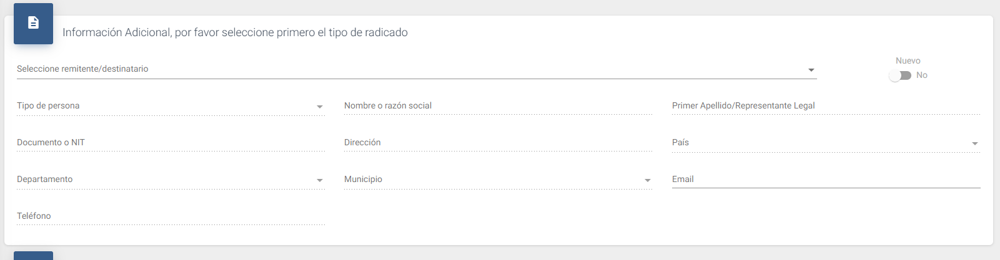 Información Adicional, por favor seleccione primero el tipo de radicado
Seleccione remitente/destinatario
Nuevo
No
Tipo de persona
Nombre o razón social
Primer Apellido/Representante Legal
Documento o NIT
Dirección
País
Departamento
Municipio
Email
Teléfono